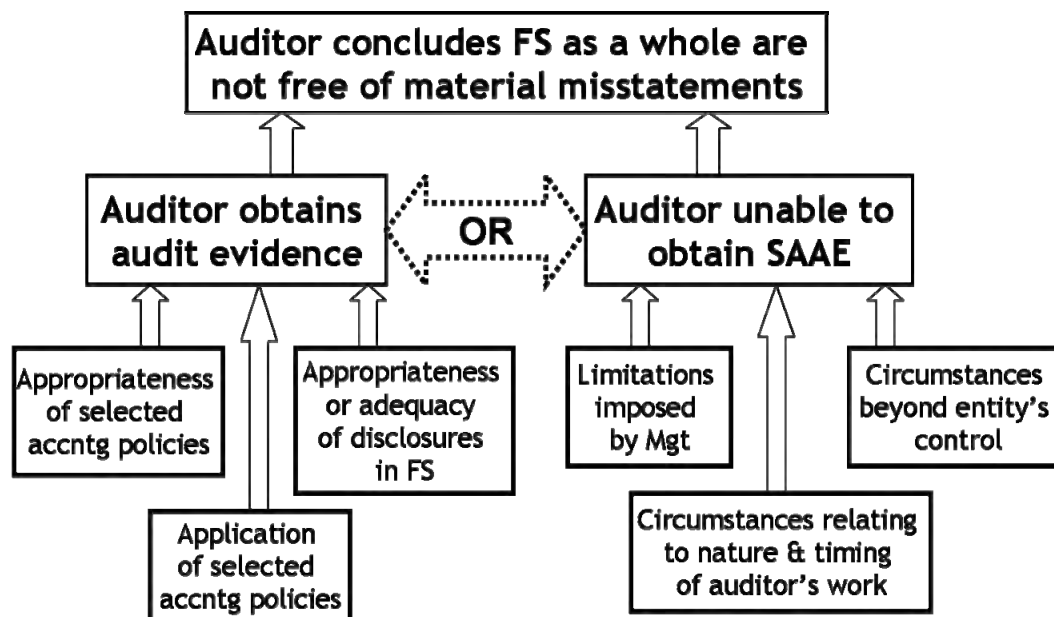 Auditor concludes FS as a whole are
not free of material misstatements
Auditor obtains
audit evidence
OR
Auditor unable to
obtain SAAE
Appropriateness
of selected
accntg policies
Appropriateness
or adequacy
of disclosures
in FS
Limitations
imposed
by Mgt
Circumstances
beyond entity's
control
Application
of selected
accntg policies
Circumstances relating
to nature & timing
of auditor's work